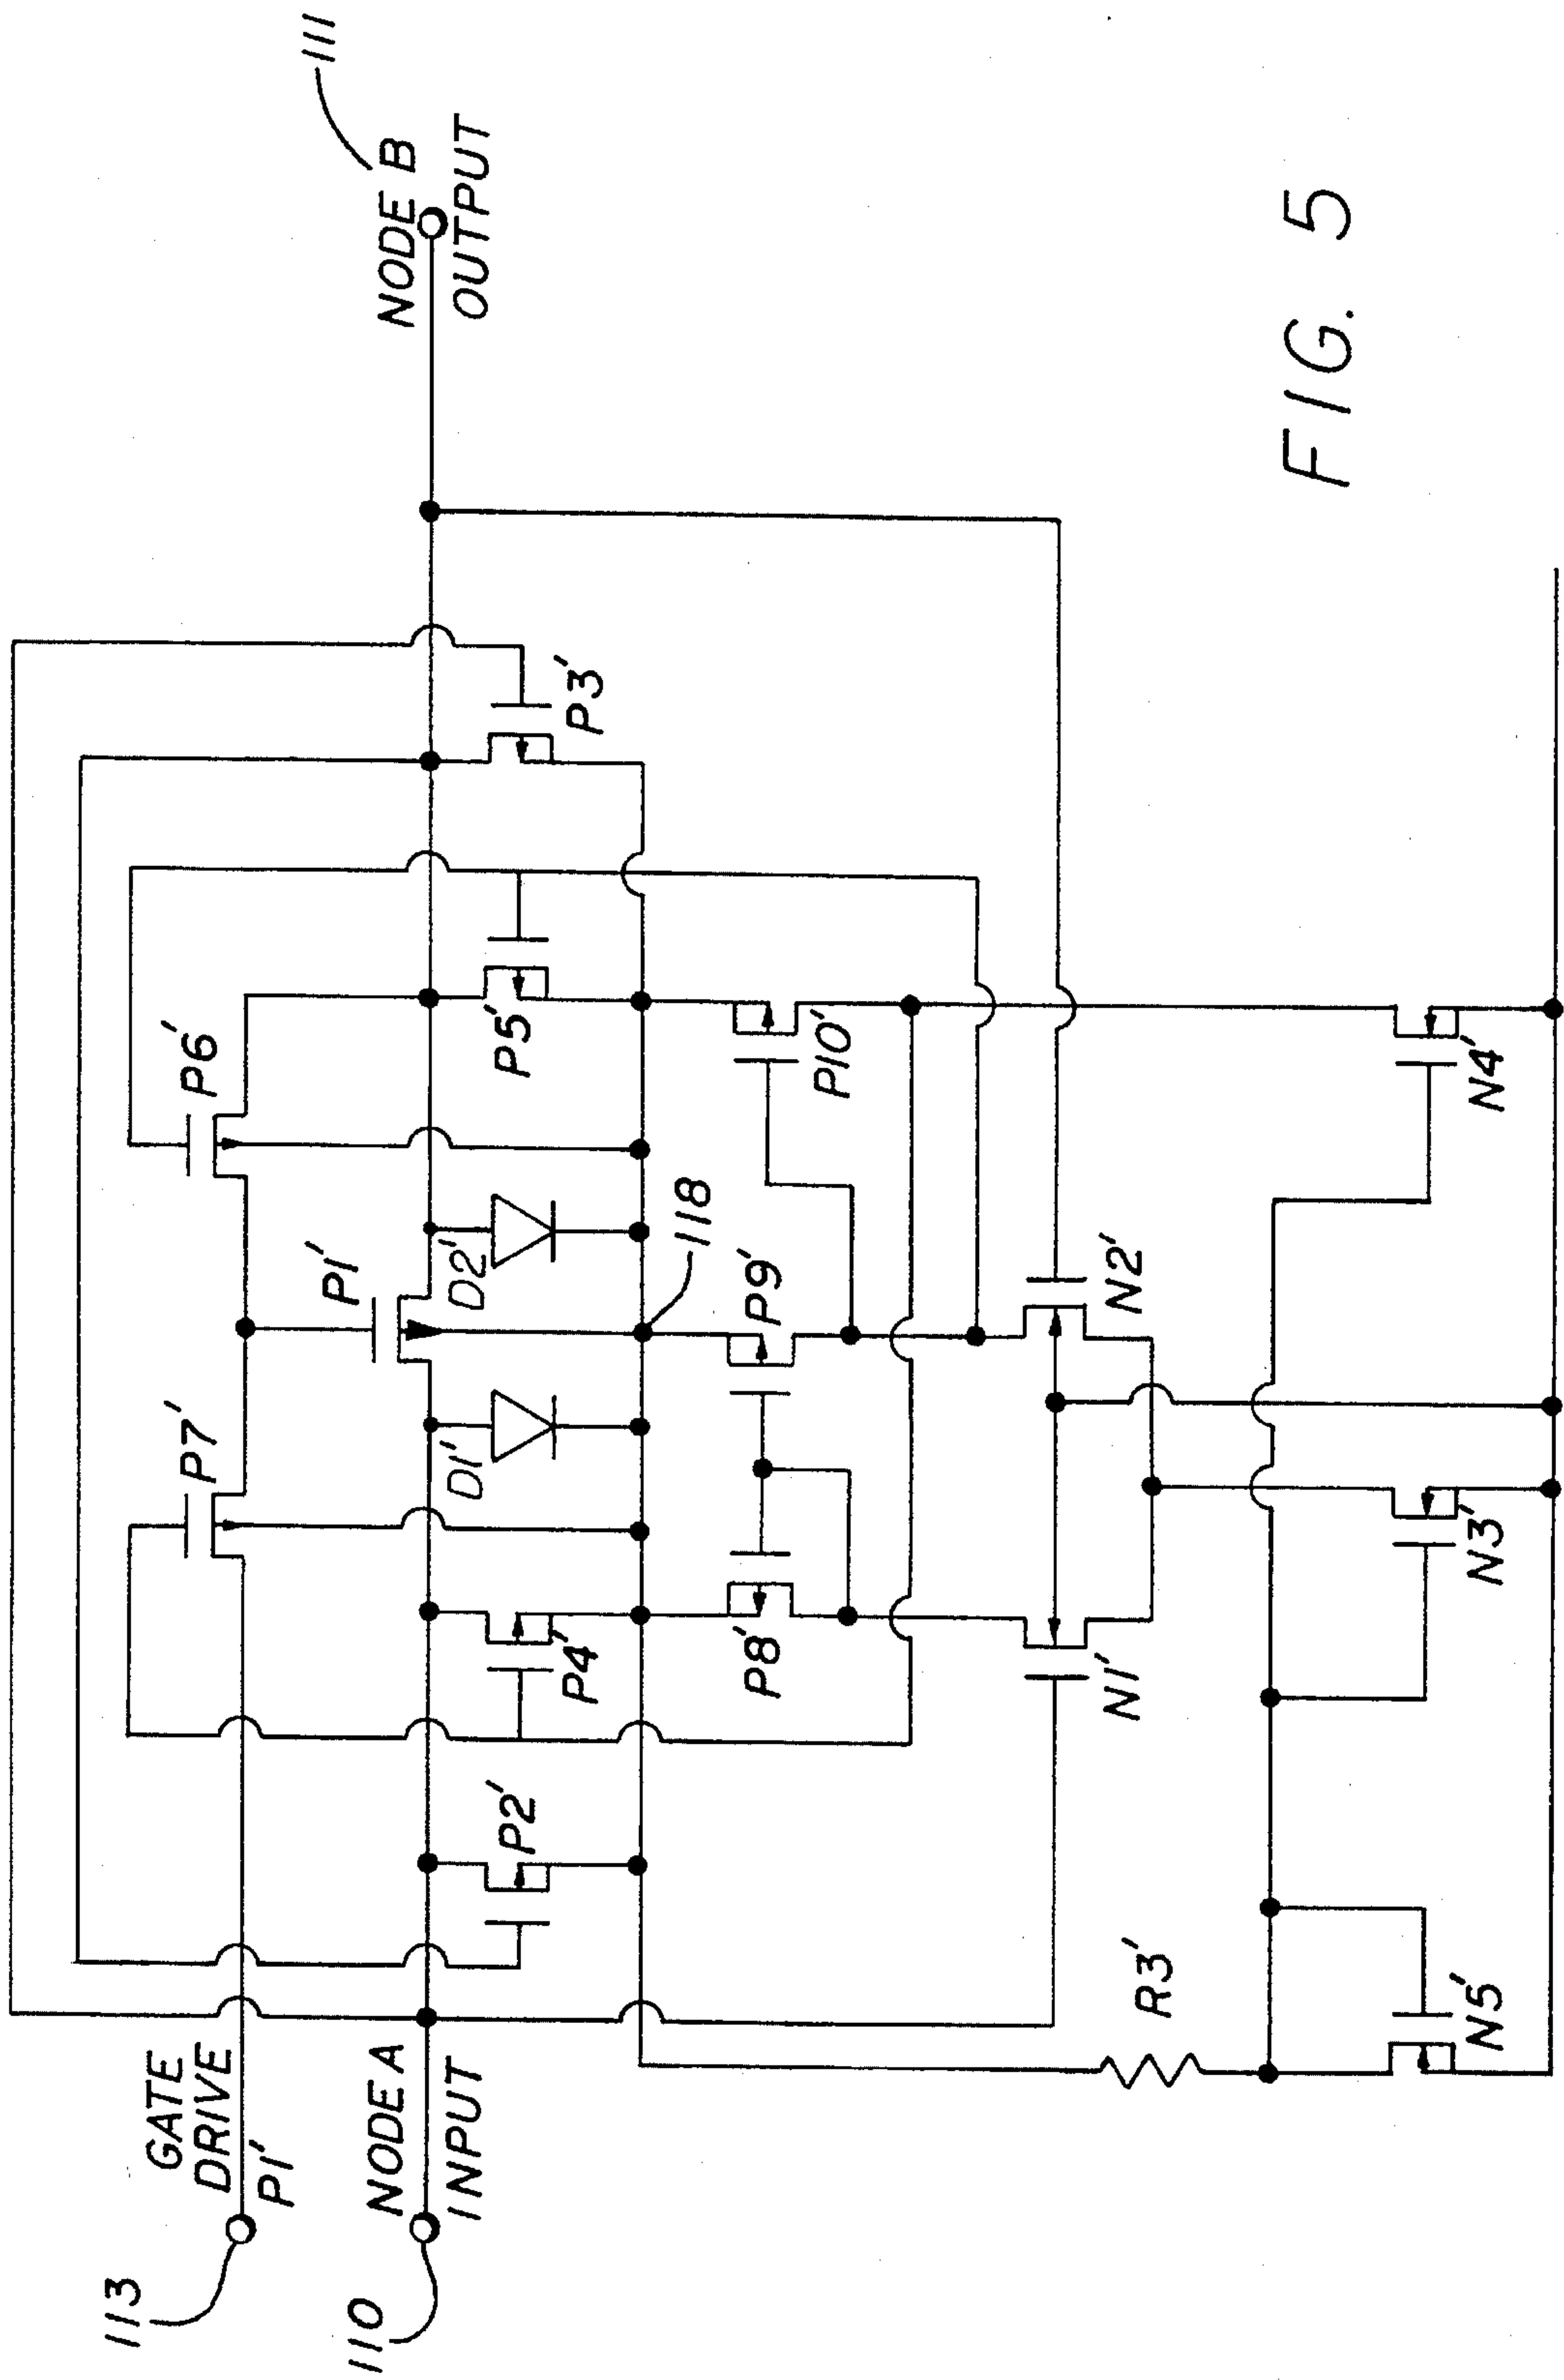 113
GATE
DRIVE
P1'
110
NODE A
INPUT
NODE B
OUTPUT
111
P7'
P6'
P1'
P2'
P4'
D1'
D2'
P5'
P3'
118
P8'
P9'
P10'
N1'
N2'
R3'
N5'
N3'
N4'
FIG. 5